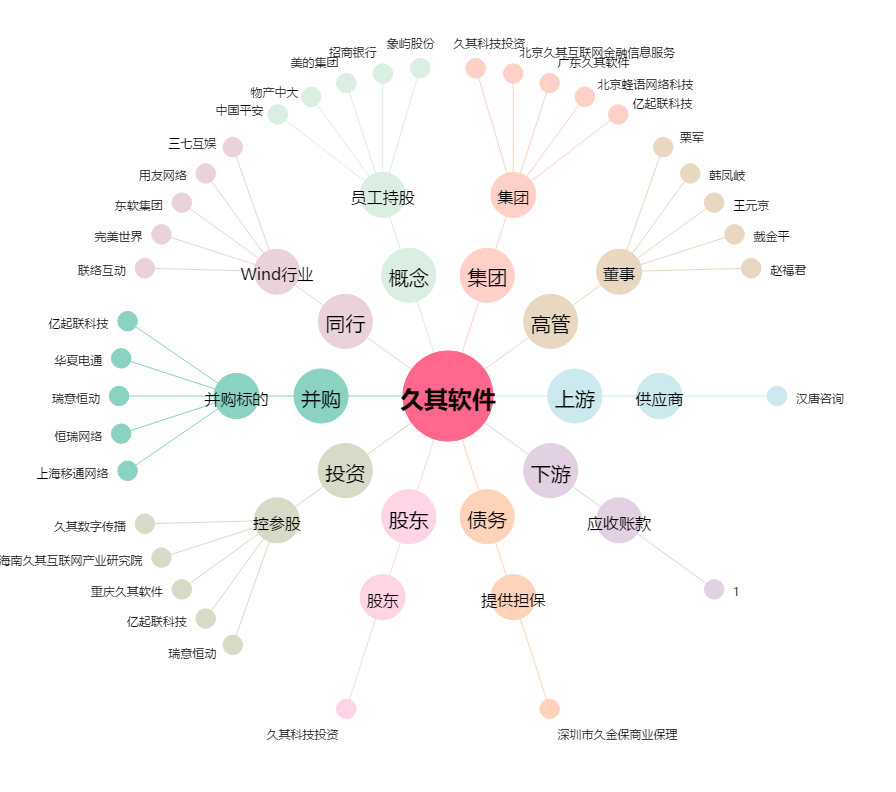 象屿股份
招商银行
美的集团
物产中大
中国平安
员工持股
概念
久其科技投资
北京久其互联网金融信息服务
广东久其软件
北京蜂语网络科技
亿起联科技
集团
集团
栗军
韩凤岐
王元京
戴金平
赵福君
董事
高管
三七互娱
用友网络
东软集团
完美世界
联络互动
Wind行业
同行
亿起联科技
华夏电通
瑞意恒动
恒瑞网络
上海移通网络
并购标的
并购
久其软件
上游
供应商
汉唐咨询
投资
控参股
久其数字传播
海南久其互联网产业研究院
重庆久其软件
亿起联科技
瑞意恒动
股东
股东
久其科技投资
债务
提供担保
深圳市久金保商业保理
下游
应收账款
1